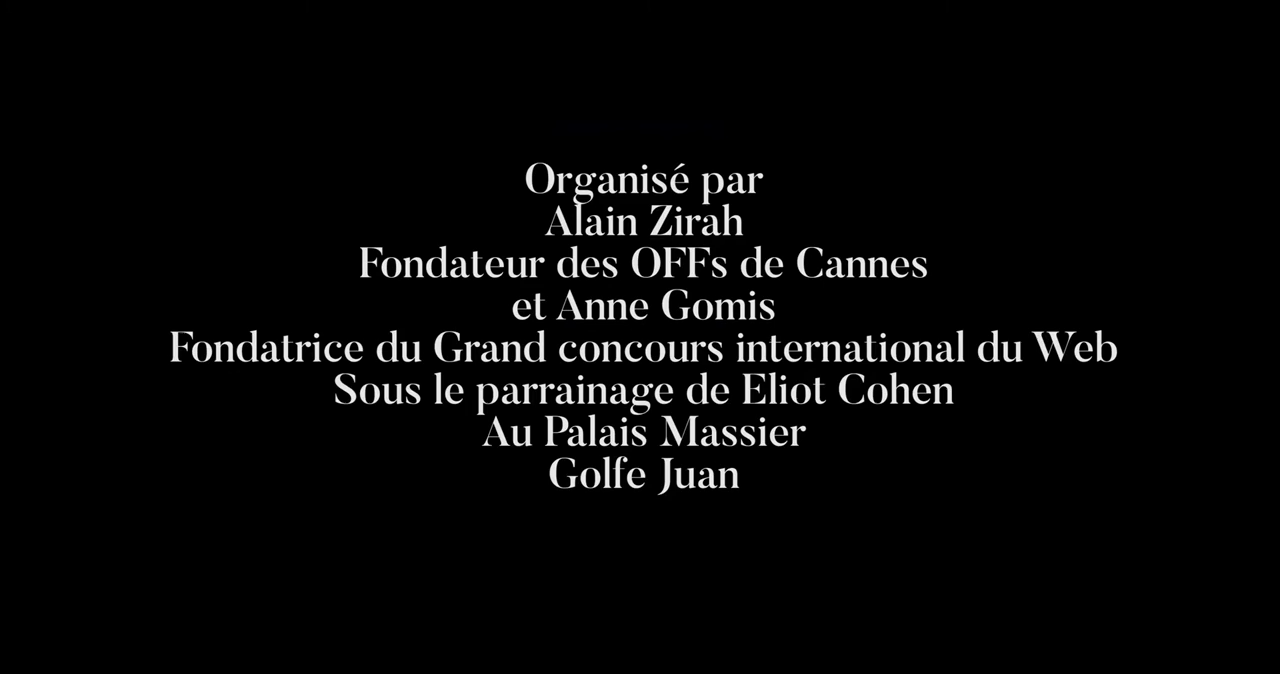 Organisé par
Alain Zirah
Fondateur des OFFs de Cannes
et Anne Gomis
Fondatrice du Grand concours international du Web
Sous le parrainage de Eliot Cohen
Au Palais Massier
Golfe Juan